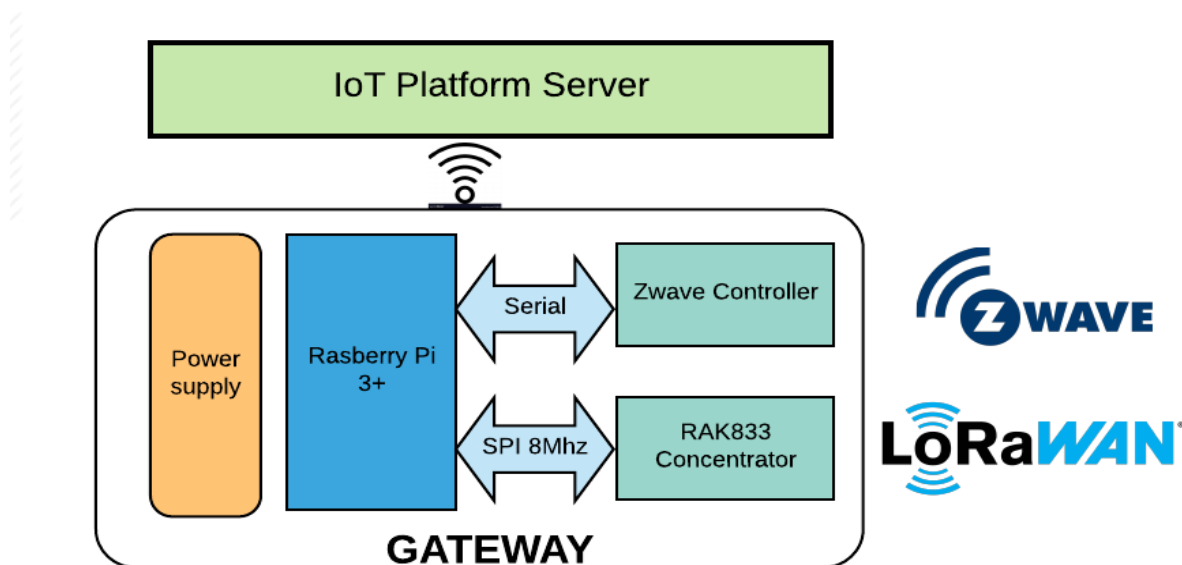 IoT Platform Server
Power
supply
Rasberry Pi
3+
Serial
Zwave Controller
SPI 8Mhz
RAK833
Concentrator
GATEWAY
Z WAVE
LoRaWAN